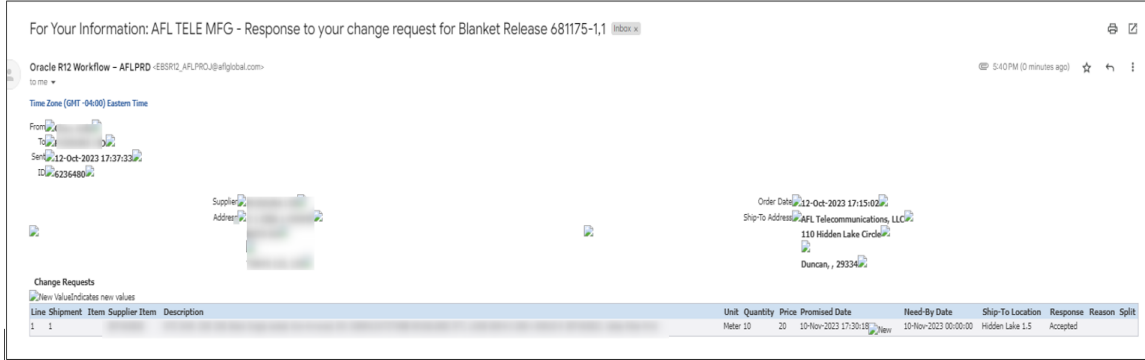 For Your Information: AFL TELE MFG - Response to your change request for Blanket Release 681175-1,1 Inbox x
Oracle R12 Workflow – AFLPRD <EBSR12_AFLPROJ@aflglobal.com>
5:40 PM (0 minutes ago)
to me
Time Zone (GMT -04:00) Eastern Time
From
To
Sent 12-Oct-2023 17:37:33
ID 6236480
Supplier
Order Date 12-Oct-2023 17:15:02
Address
Ship-To Address AFL Telecommunications, LLC
110 Hidden Lake Circle
Duncan, , 29334
Change Requests
New ValueIndicates new values
Line Shipment Item Supplier Item Description Unit Quantity Price Promised Date Need-By Date Ship-To Location Response Reason Split
1 1 Meter 10 20 10-Nov-2023 17:30:18 New 10-Nov-2023 00:00:00 Hidden Lake 1.5 Accepted